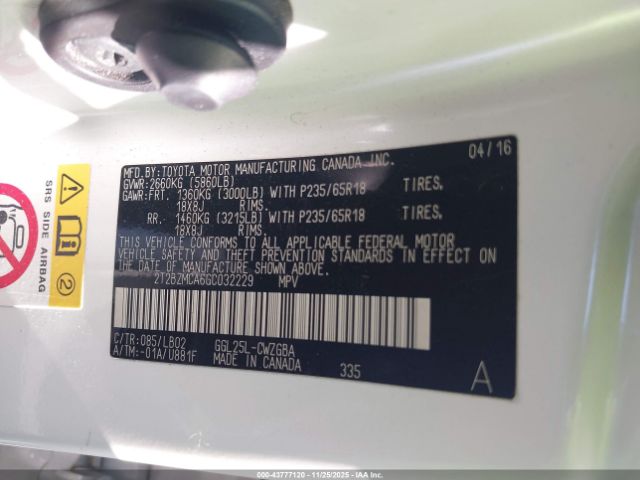 MFD.BY:TOYOTA MOTOR MANUFACTURING CANADA,INC. 04/16
GVWR:2660KG (5860LB)
GAWR:FRT. 1360KG (3000LB) WITH P235/65R18 TIRES.
18X8J RIMS.
RR. 1460KG (3215LB) WITH P235/65R18 TIRES.
18X8J RIMS.
THIS VEHICLE CONFORMS TO ALL APPLICABLE FEDERAL MOTOR
VEHICLE SAFETY AND THEFT PREVENTION STANDARDS IN EFFECT ON
THE DATE OF MANUFACTURE SHOWN ABOVE.
2T2BZMCA6GC032229 MPV
C/TR:085/LB02 GGL25L-CWZGBA
A/TM:-01A/U881F MADE IN CANADA 335
A
SRS SIDE AIRBAG
2
000-43777120 - 11/25/2025 - IAA Corp.